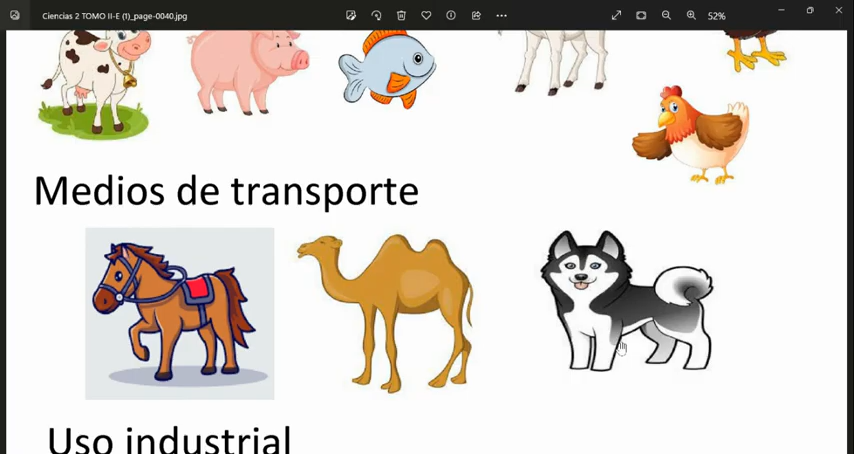 Ciencias 2 TOMO II-E (1)_page-0040.jpg
52%
Medios de transporte
Uso industrial